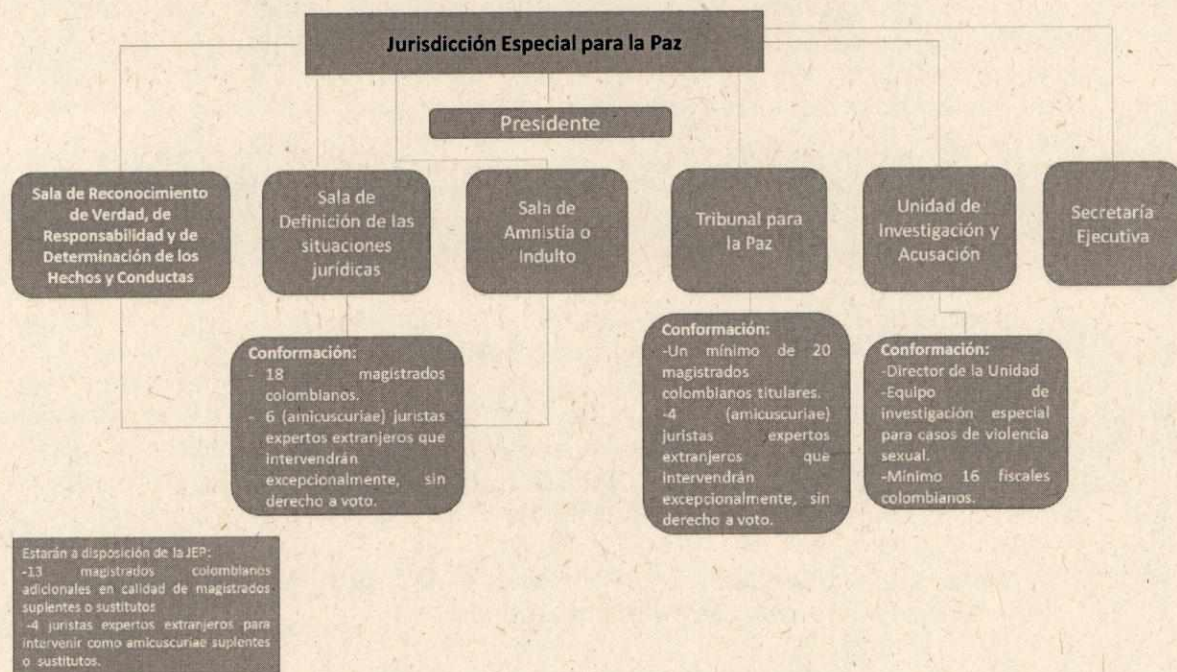 Jurisdicción Especial para la Paz
Presidente
Sala de Reconocimiento
de Verdad, de
Responsabilidad y de
Determinación de los
Hechos y Conductas
Sala de
Definición de las
situaciones
jurídicas
Sala de
Amnistía o
Indulto
Tribunal para
la Paz
Unidad de
Investigación y
Acusación
Secretaría
Ejecutiva
Conformación:
- 18 magistrados
colombianos.
- 6 (amicuscuriae) juristas
expertos extranjeros que
intervendrán
excepcionalmente, sin
derecho a voto.
Conformación:
-Un mínimo de 20
magistrados
colombianos titulares.
-4 (amicuscuriae)
juristas expertos
extranjeros que
intervendrán
excepcionalmente, sin
derecho a voto.
Conformación:
-Director de la Unidad
-Equipo de
investigación especial
para casos de violencia
sexual.
-Mínimo 16 fiscales
colombianos.
Estarán a disposición de la JEP:
-13 magistrados colombianos
adicionales en calidad de magistrados
suplentes o sustitutos
-4 juristas expertos extranjeros para
intervenir como amicuscuriae suplentes
o sustitutos.